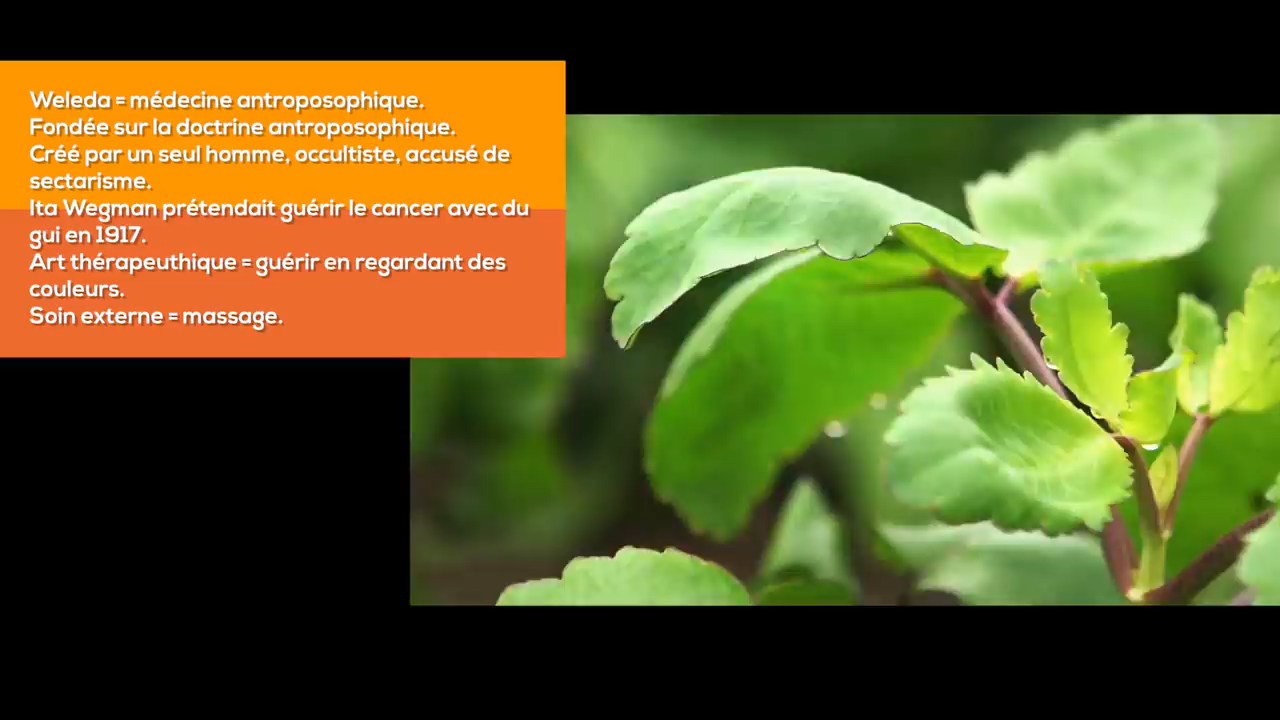 Weleda = médecine antroposophique.
Fondée sur la doctrine antroposophique.
Créé par un seul homme, occultiste, accusé de
sectarisme.
Ita Wegman prétendait guérir le cancer avec du
gui en 1917.
Art thérapeuthique = guérir en regardant des
couleurs.
Soin externe = massage.